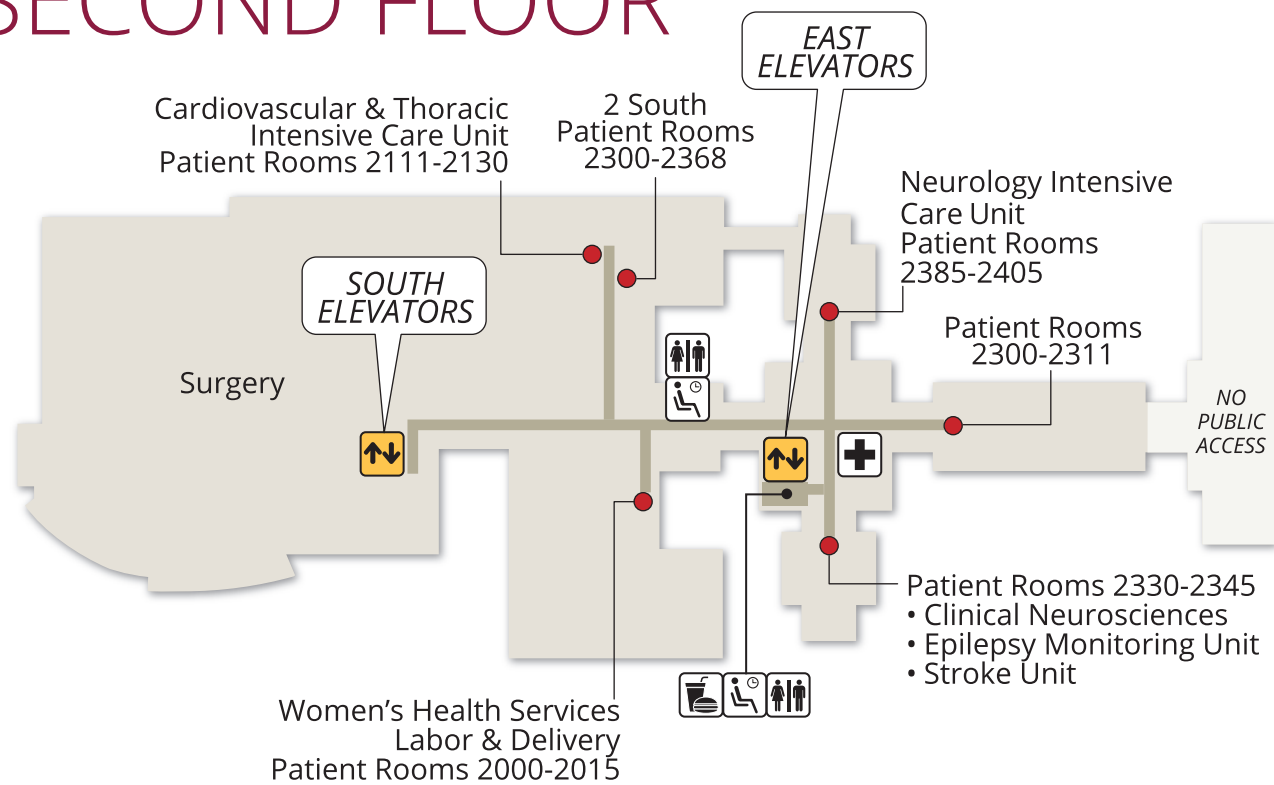 SECOND FLOOR
EAST
ELEVATORS
Cardiovascular & Thoracic
Intensive Care Unit
Patient Rooms 2111-2130
2 South
Patient Rooms
2300-2368
Neurology Intensive
Care Unit
Patient Rooms
2385-2405
SOUTH
ELEVATORS
Patient Rooms
2300-2311
Surgery
NO
PUBLIC
ACCESS
Patient Rooms 2330-2345
• Clinical Neurosciences
• Epilepsy Monitoring Unit
• Stroke Unit
Women’s Health Services
Labor & Delivery
Patient Rooms 2000-2015